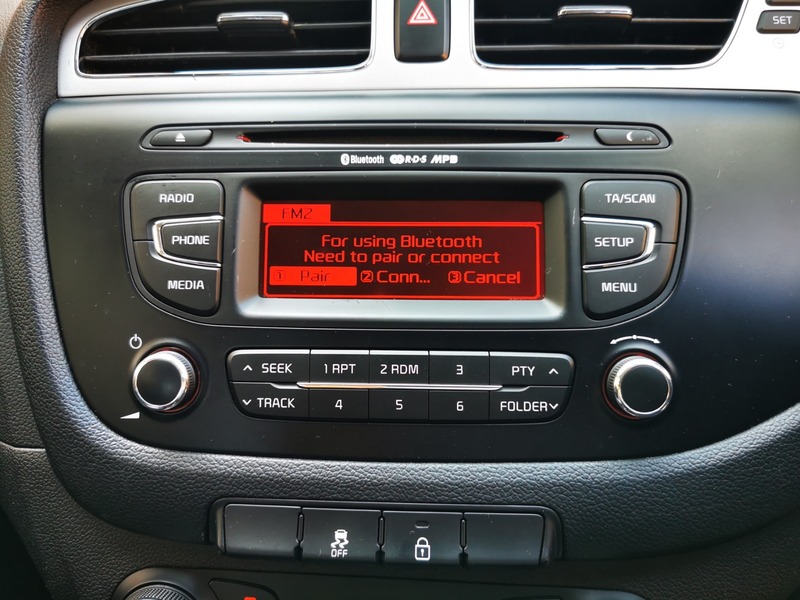 SET
Bluetooth R·D·S MP3
RADIO
TA/SCAN
FM2
PHONE
For using Bluetooth
SETUP
Need to pair or connect
1 Pair 2 Conn... 3 Cancel
MEDIA
MENU
SEEK 1 RPT 2 RDM 3 PTY
TRACK 4 5 6 FOLDER
OFF